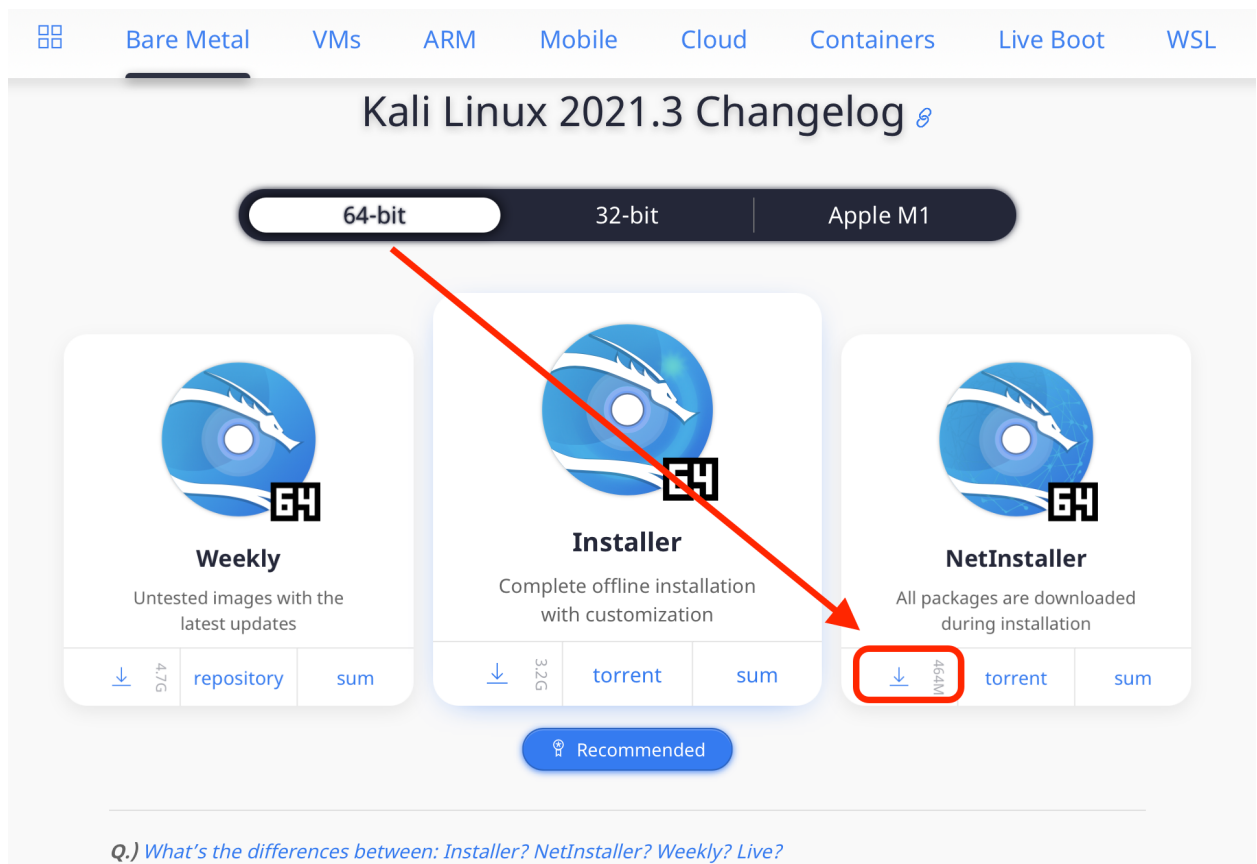 Bare Metal VMs ARM Mobile Cloud Containers Live Boot WSL
Kali Linux 2021.3 Changelog
64-bit 32-bit Apple M1
64
Weekly
Untested images with the
latest updates
4.7G repository sum
64
Installer
Complete offline installation
with customization
3.2G torrent sum
64
NetInstaller
All packages are downloaded
during installation
464M torrent sum
Recommended
Q.) What's the differences between: Installer? NetInstaller? Weekly? Live?